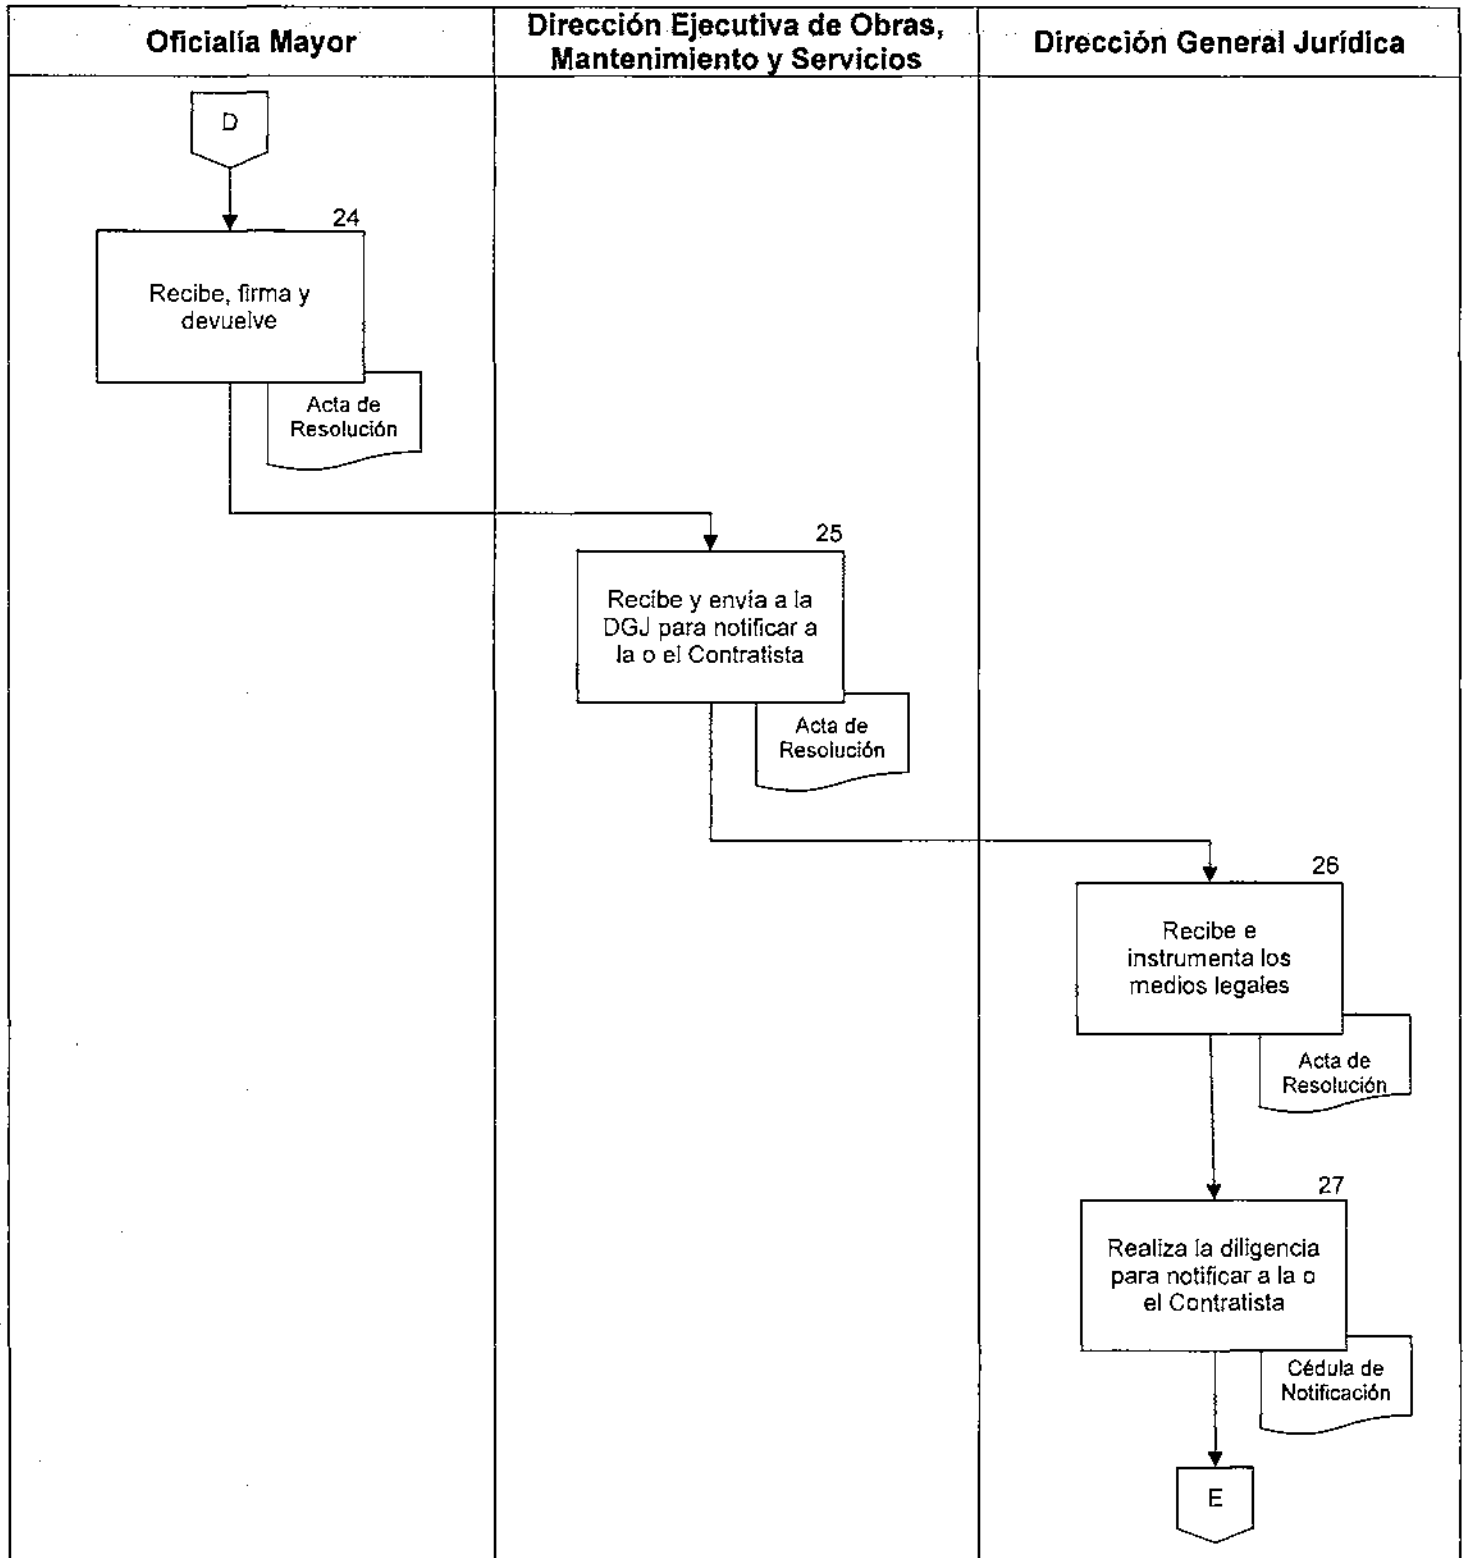 Oficialía Mayor
Dirección Ejecutiva de Obras,
Mantenimiento y Servicios
Dirección General Jurídica
D
24
Recibe, firma y
devuelve
Acta de
Resolución
25
Recibe y envía a la
DGJ para notificar a
la o el Contratista
Acta de
Resolución
26
Recibe e
instrumenta los
medios legales
Acta de
Resolución
27
Realiza la diligencia
para notificar a la o
el Contratista
Cédula de
Notificación
E